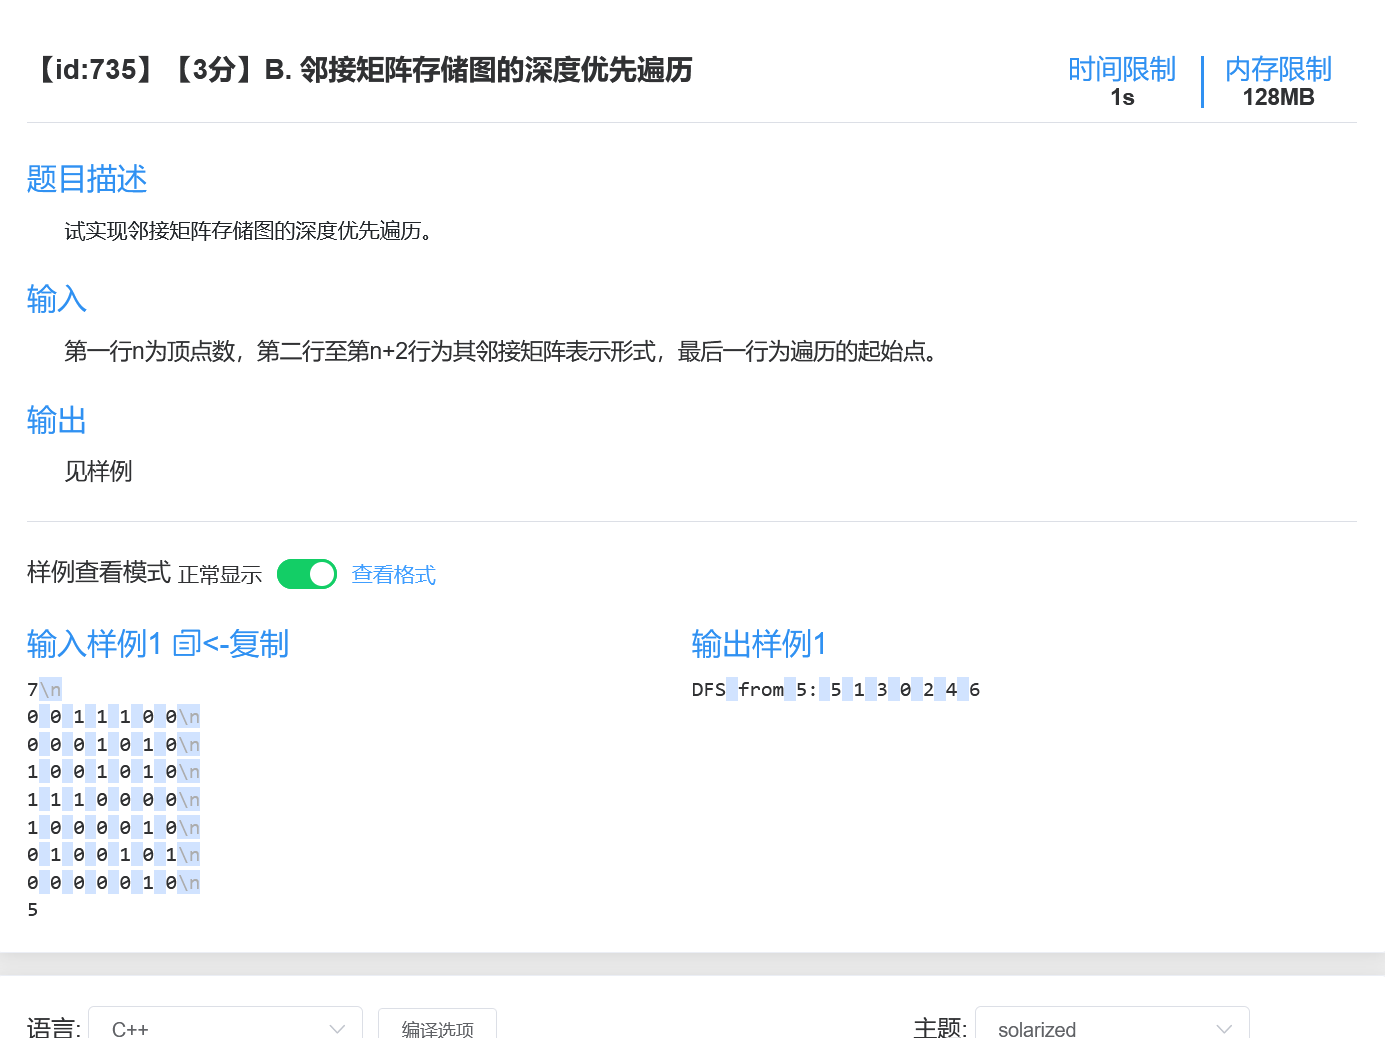 【id:735】【3分】B. 邻接矩阵存储图的深度优先遍历
时间限制
1s
内存限制
128MB
题目描述
试实现邻接矩阵存储图的深度优先遍历。
输入
第一行n为顶点数，第二行至第n+2行为其邻接矩阵表示形式，最后一行为遍历的起始点。
输出
见样例
样例查看模式 正常显示 查看格式
输入样例1 <-复制
7\n
0 0 1 1 1 0 0\n
0 0 0 1 0 1 0\n
1 0 0 1 0 1 0\n
1 1 1 0 0 0 0\n
1 0 0 0 0 1 0\n
0 1 0 0 1 0 1\n
0 0 0 0 0 1 0\n
5
输出样例1
DFS from 5: 5 1 3 0 2 4 6
语言: C++ 编译选项 主题: solarized